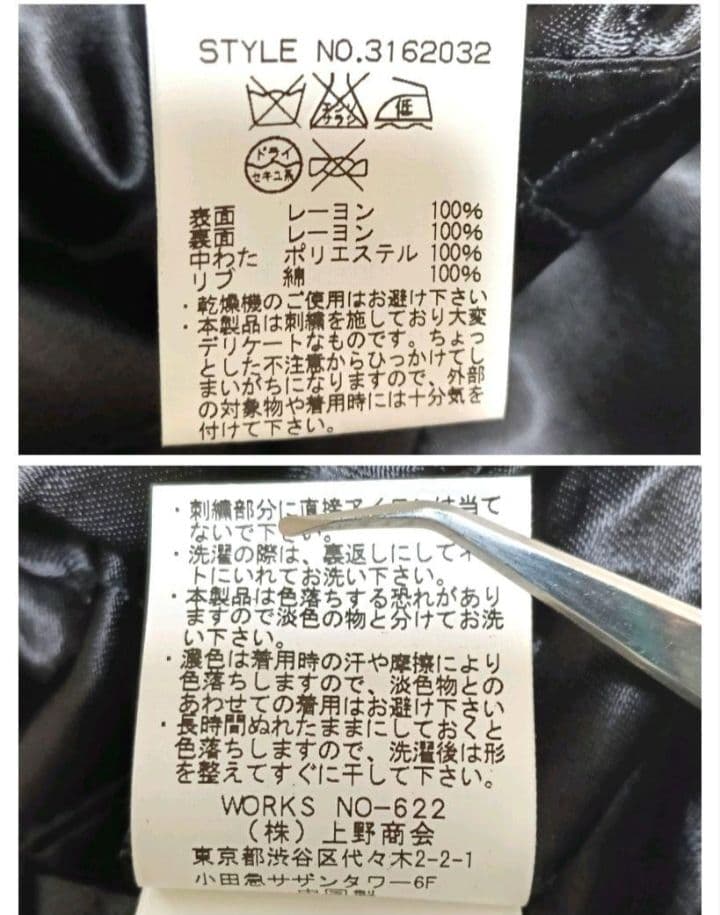 STYLE NO.3162032
エンソ
サラシ
低
ドライ
セキユ系
表面 レーヨン 100%
裏面 レーヨン 100%
中わた ポリエステル 100%
リブ 綿 100%
・乾燥機のご使用はお避け下さい
・本製品は刺繍を施しており大変
デリケートなものです。ちょっ
とした不注意からひっかけてし
まいがちになりますので、外部
の対象物や着用時には十分気を
付けて下さい。
・刺繍部分に直接アイロンは当て
ないで下さい。
・洗濯の際は、裏返しにして
トにいれてお洗い下さい。
・本製品は色落ちする恐れがあり
ますので淡色の物と分けてお洗
い下さい。
・濃色は着用時の汗や摩擦により
色落ちしますので、淡色物との
あわせての着用はお避け下さい
・長時間ぬれたままにしておくと
色落ちしますので、洗濯後は形
を整えてすぐに干して下さい。
WORKS NO-622
(株)上野商会
東京都渋谷区代々木2-2-1
小田急サザンタワー6F
中国製